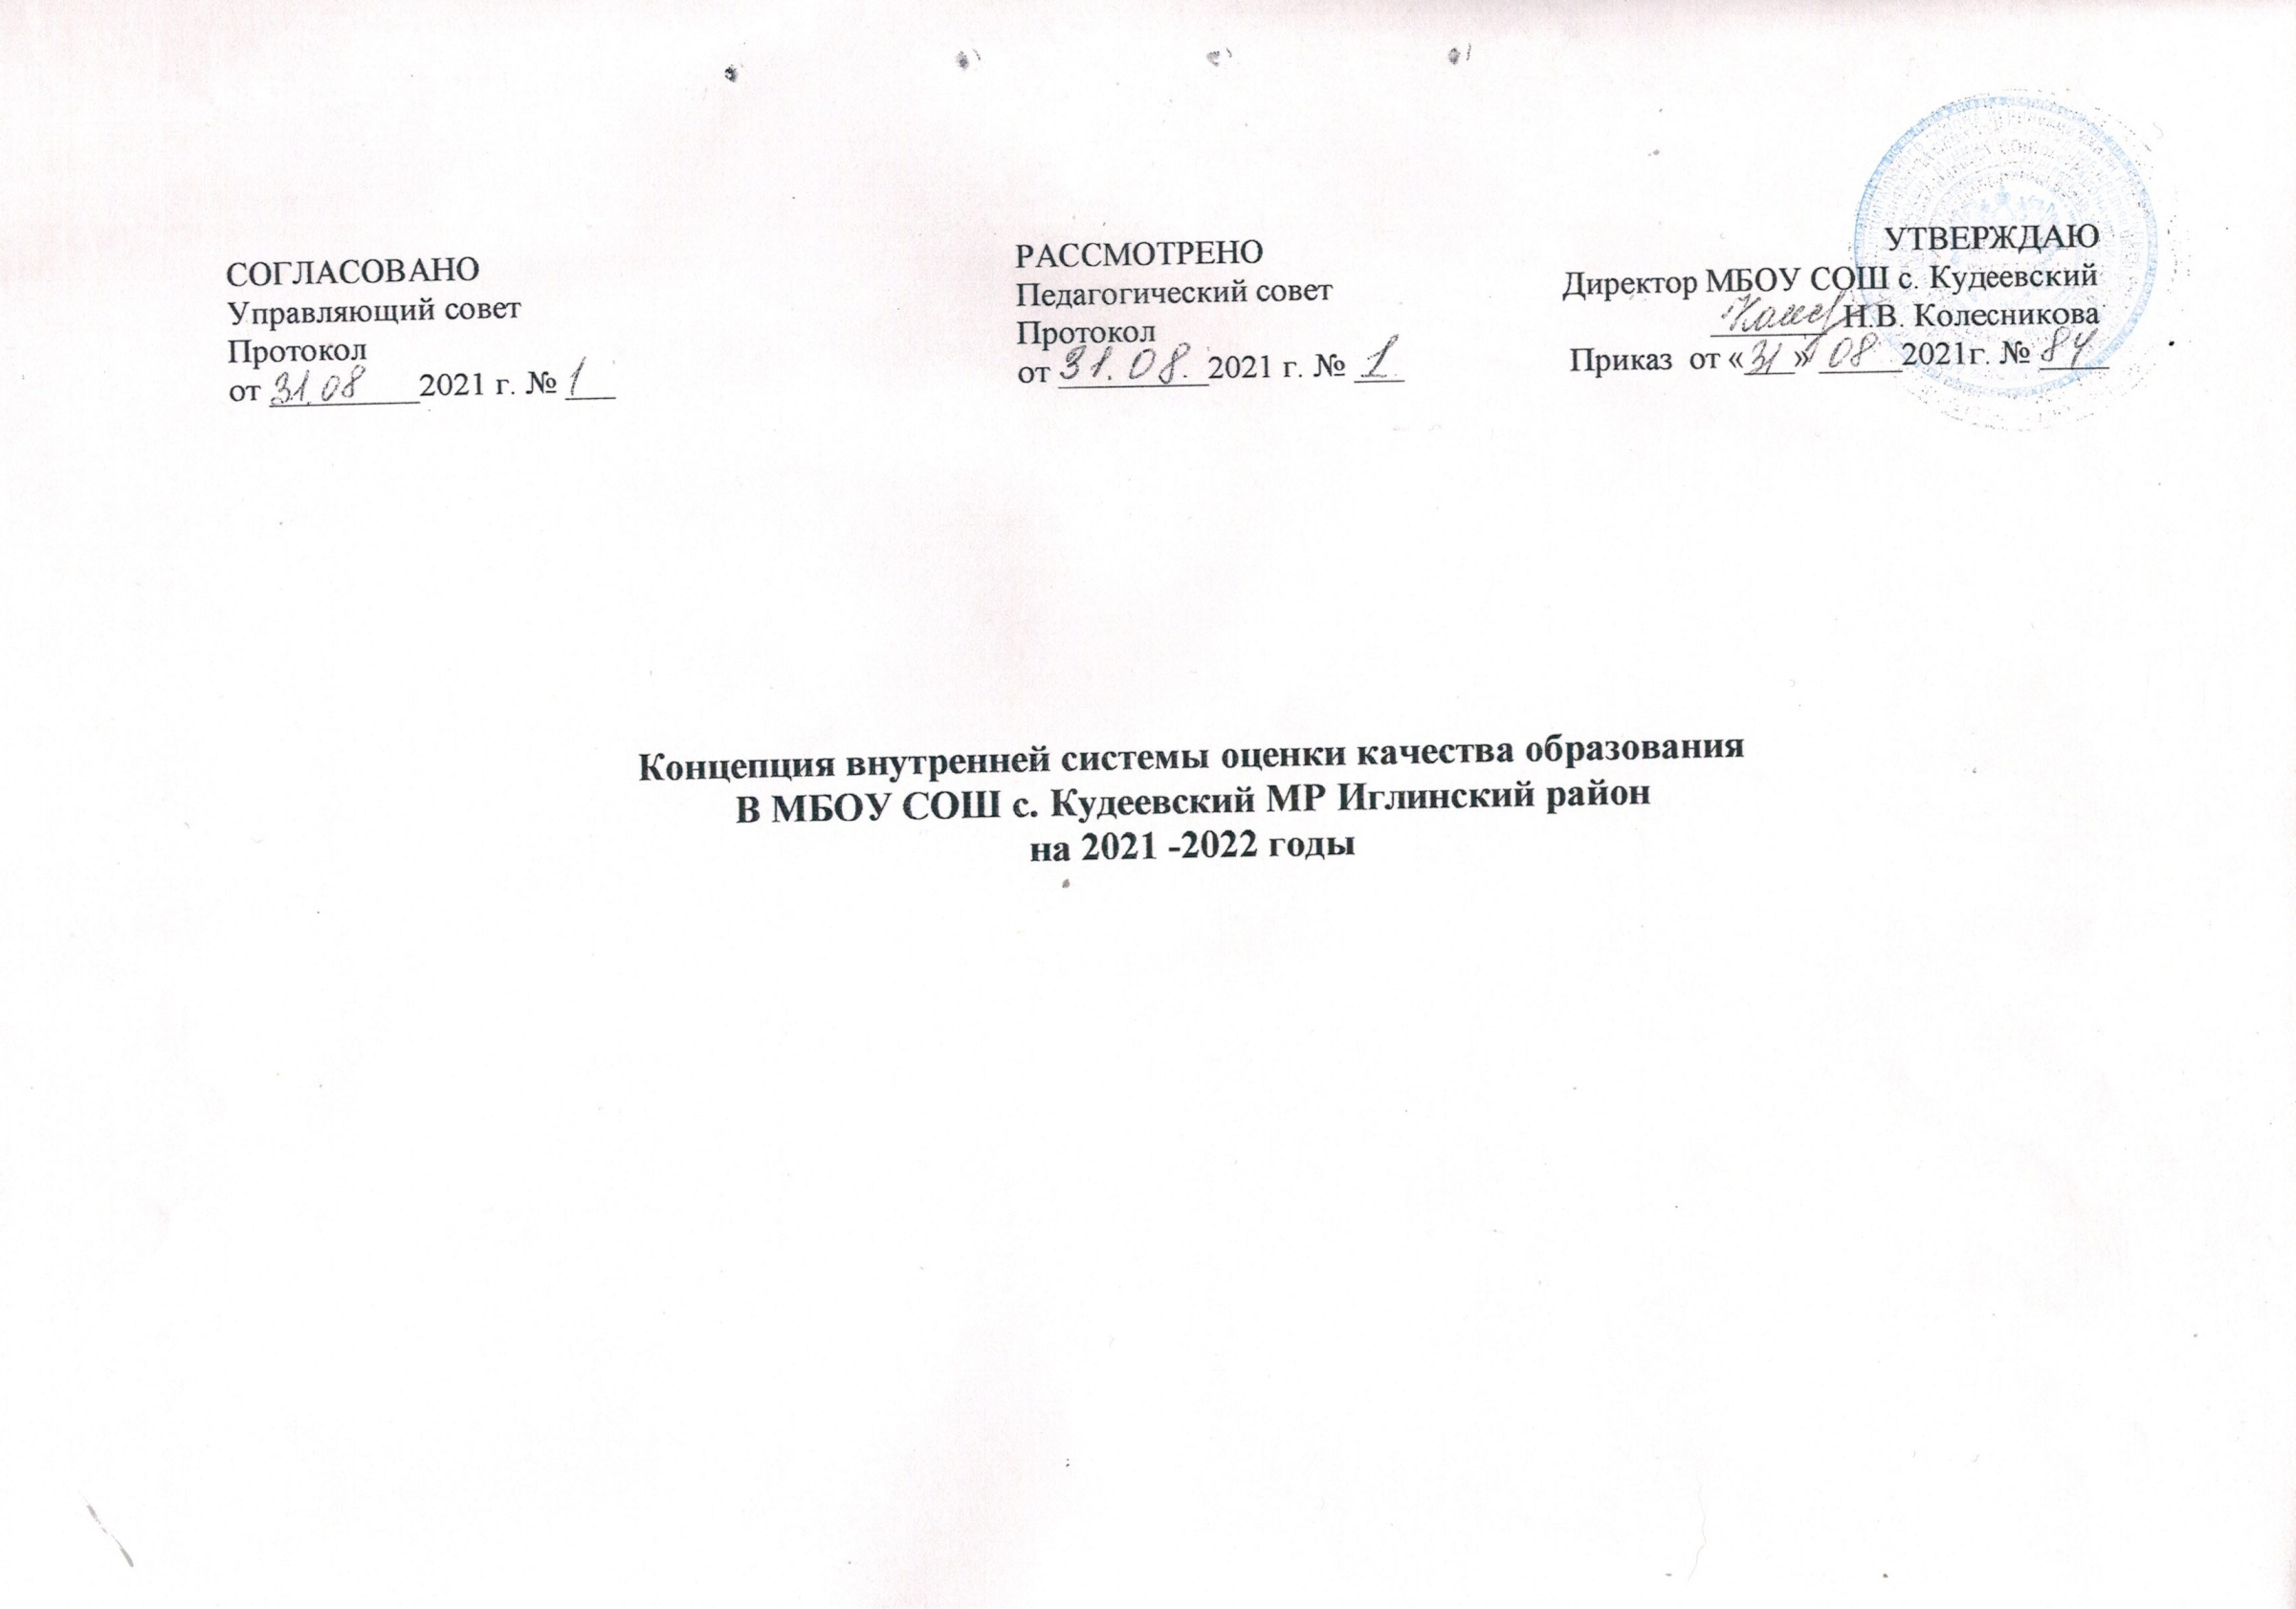 СОГЛАСОВАНО
Управляющий совет
Протокол
от 31.08 2021 г. № 1
РАССМОТРЕНО
Педагогический совет
Протокол
от 31.08. 2021 г. № 1
УТВЕРЖДАЮ
Директор МБОУ СОШ с. Кудеевский
Н.В. Колесникова
Приказ от «31» 08 2021г. № 84
Концепция внутренней системы оценки качества образования
В МБОУ СОШ с. Кудеевский МР Иглинский район
на 2021 -2022 годы